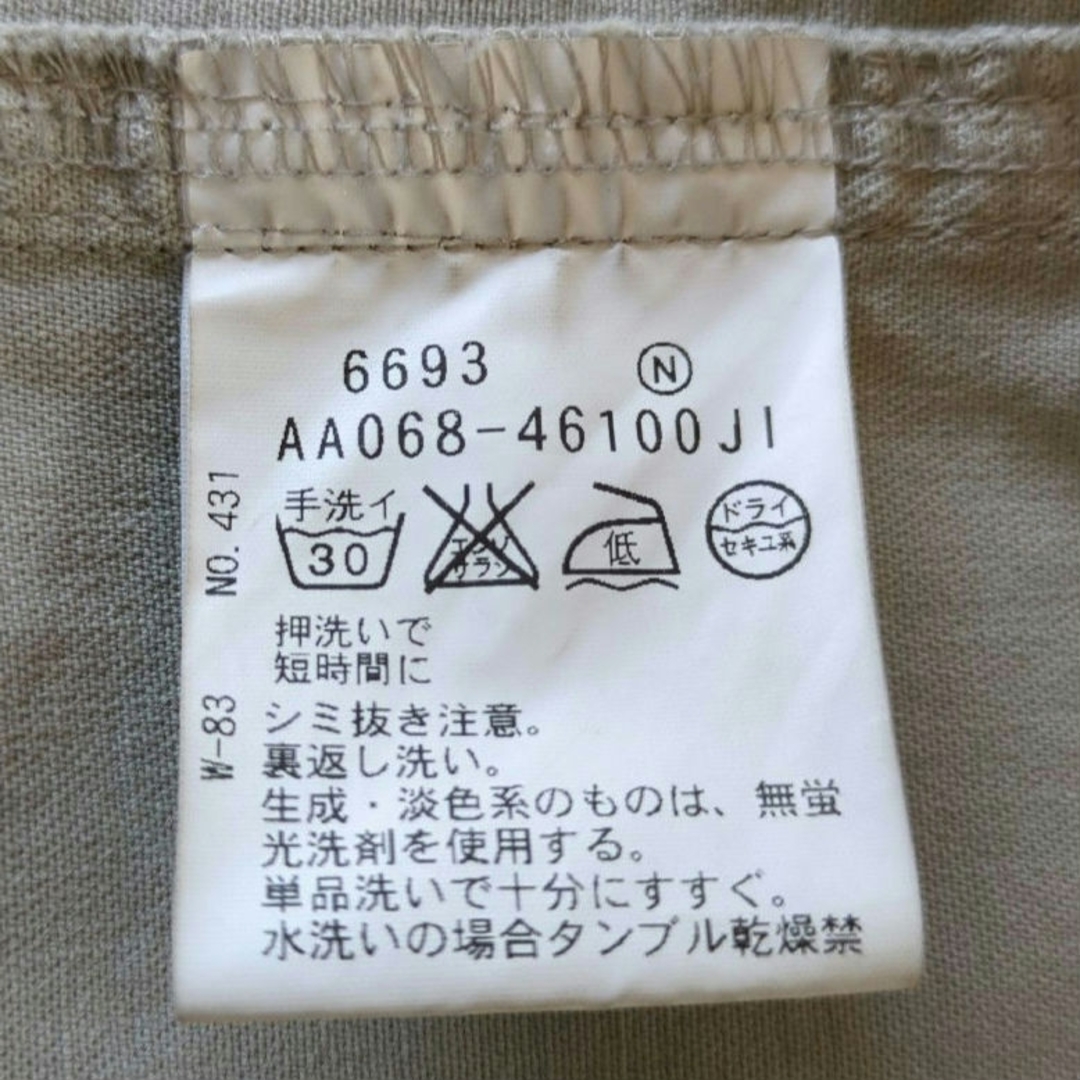 6693 Ⓝ
AA068-46100JI
手洗イ
30
エンソ
サラシ
低
ドライ
セキユ系
押洗いで
短時間に
シミ抜き注意。
裏返し洗い。
生成・淡色系のものは、無蛍
光洗剤を使用する。
単品洗いで十分にすすぐ。
水洗いの場合タンブル乾燥禁
NO. 431
W-83